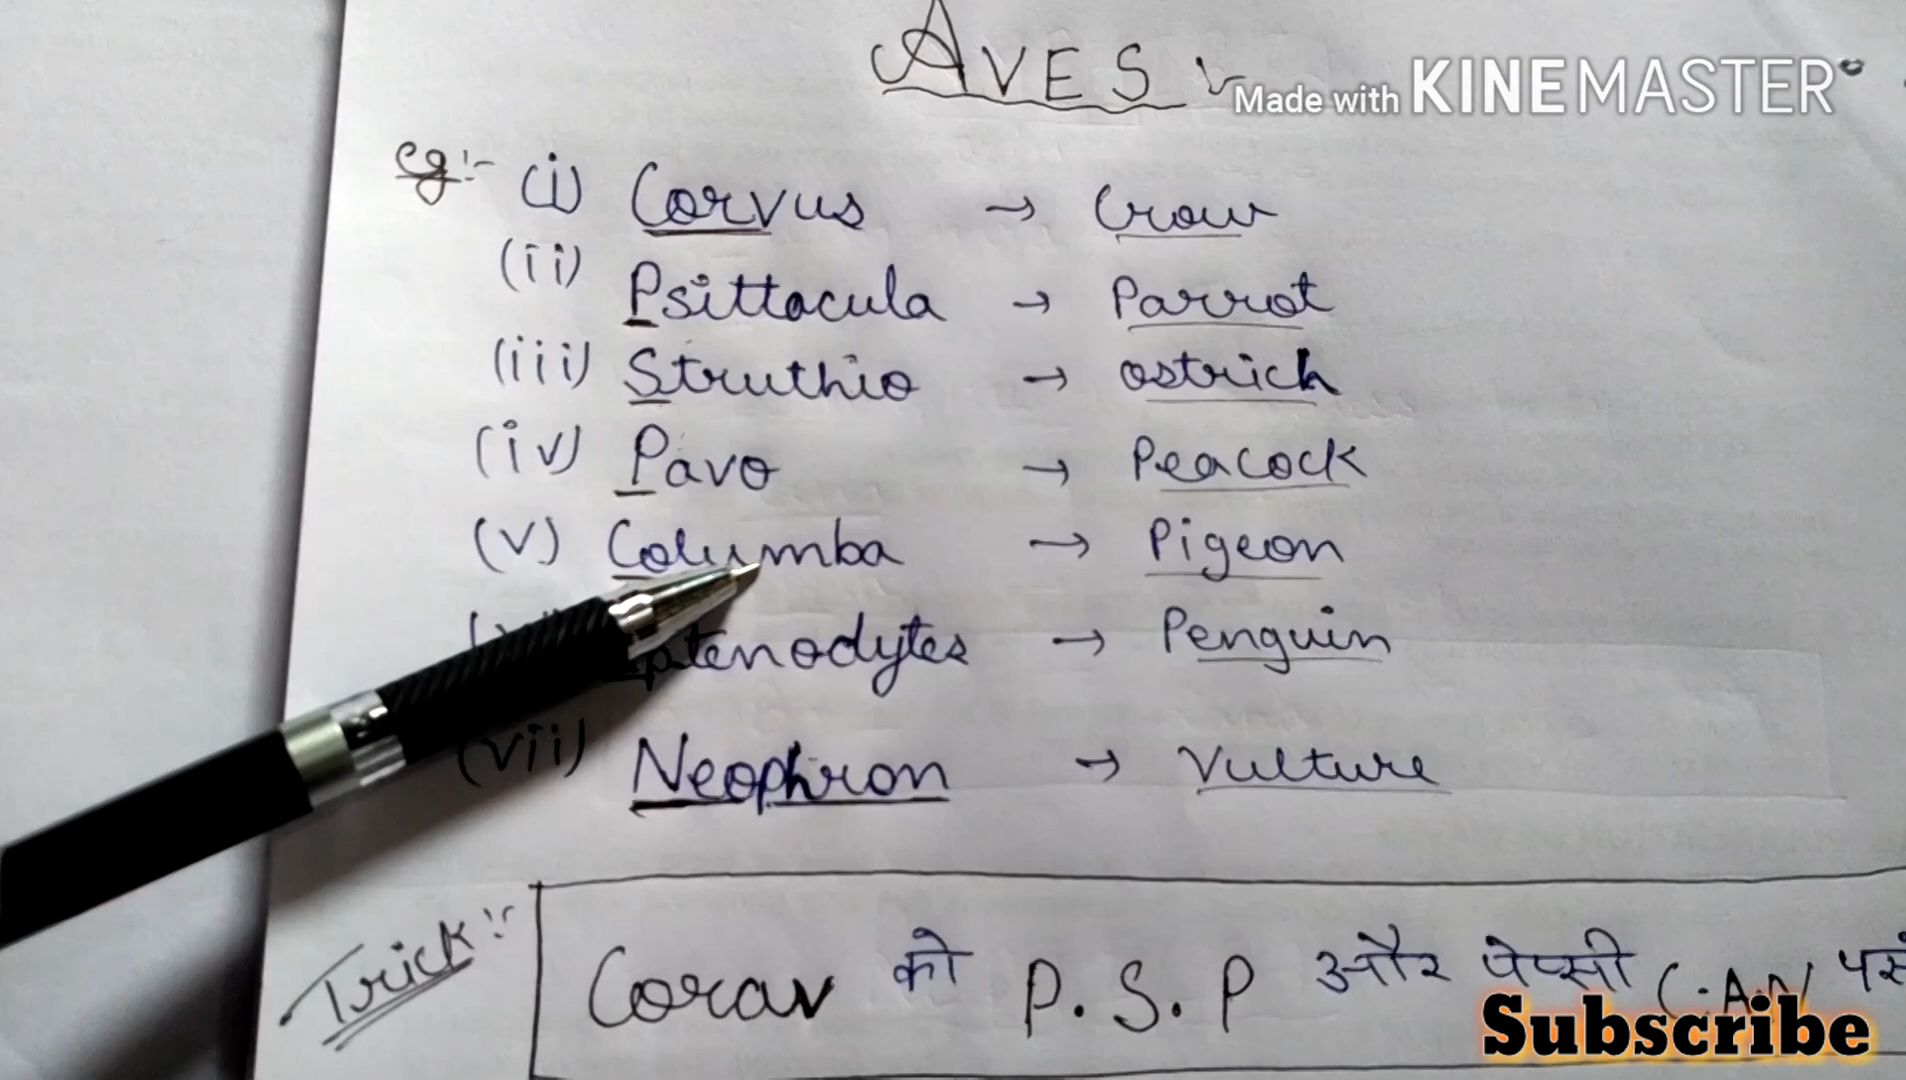 AVES
Made with KINEMASTER
eg:- (i) Corvus → Crow
(ii) Psittacula → Parrot
(iii) Struthio → ostrich
(iv) Pavo → Peacock
(v) Columba → Pigeon
ptenodytes → Penguin
(vii) Neophron → Vulture
Trick:- Corav को P.S.P और पेप्सी
Subscribe